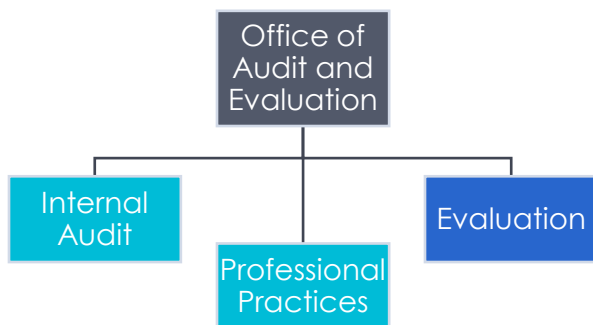 Office of
Audit and
Evaluation
Internal
Audit
Evaluation
Professional
Practices